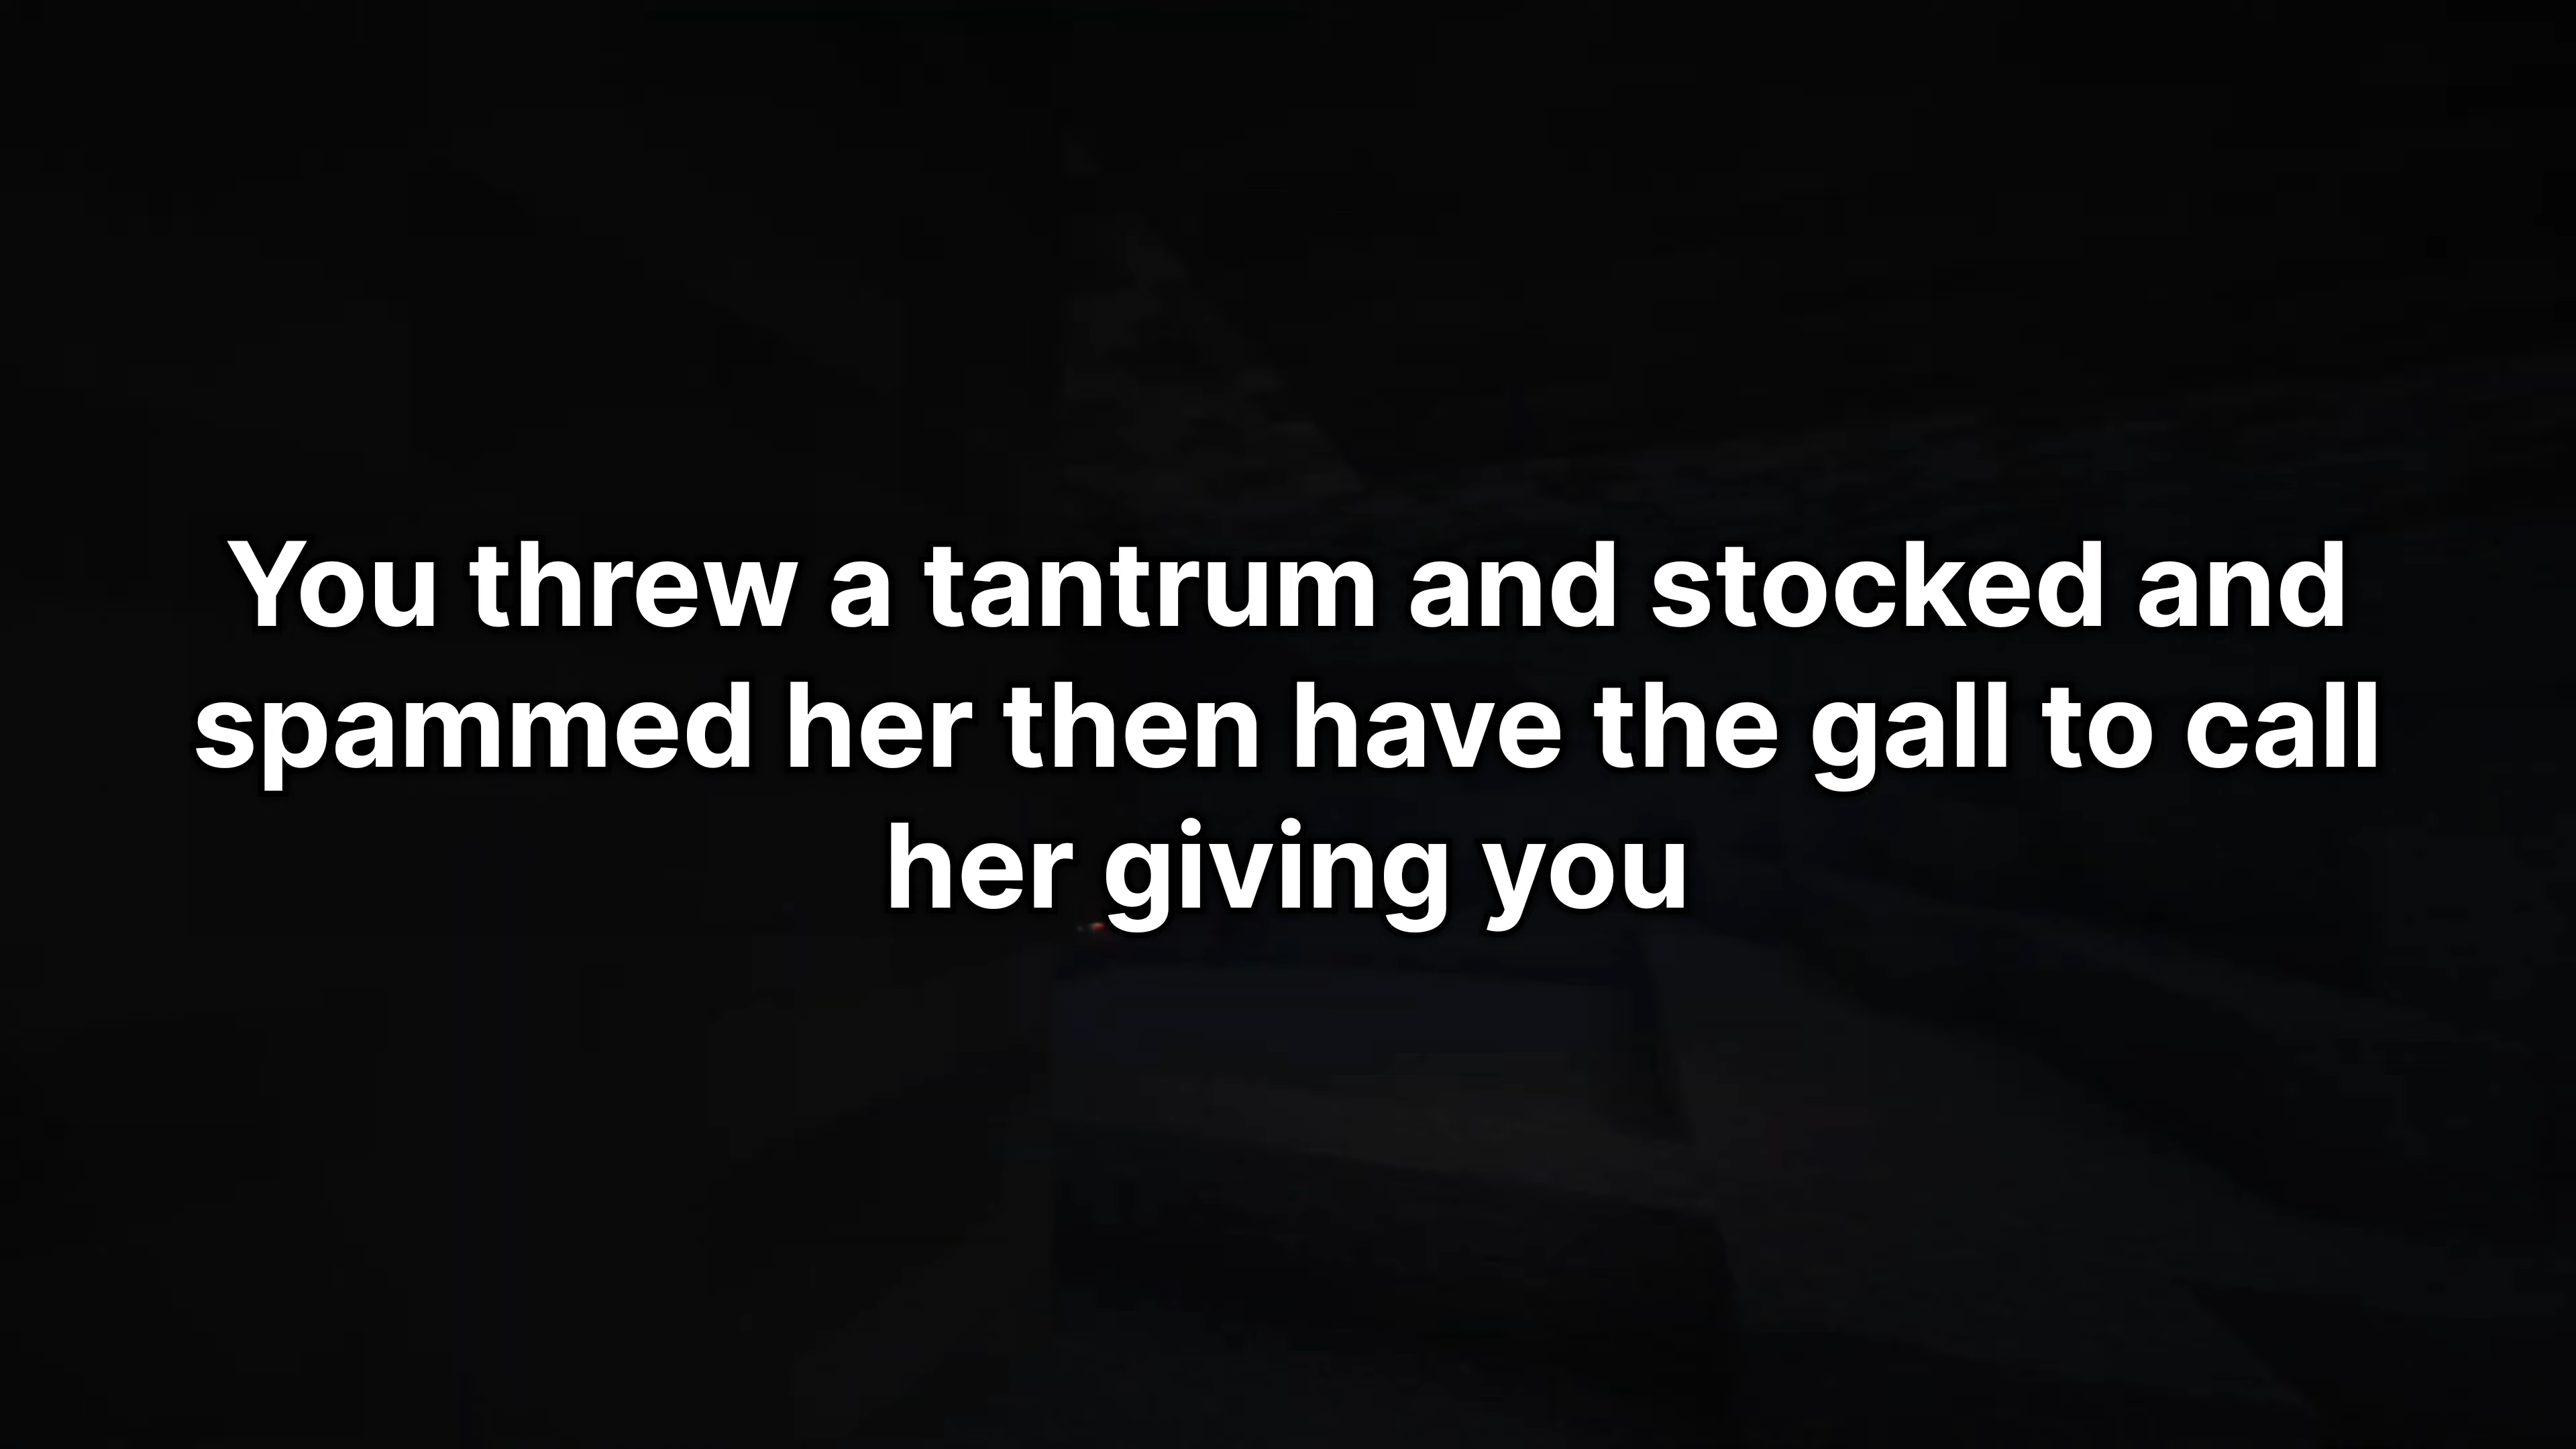 You threw a tantrum and stocked and
spammed her then have the gall to call
her giving you